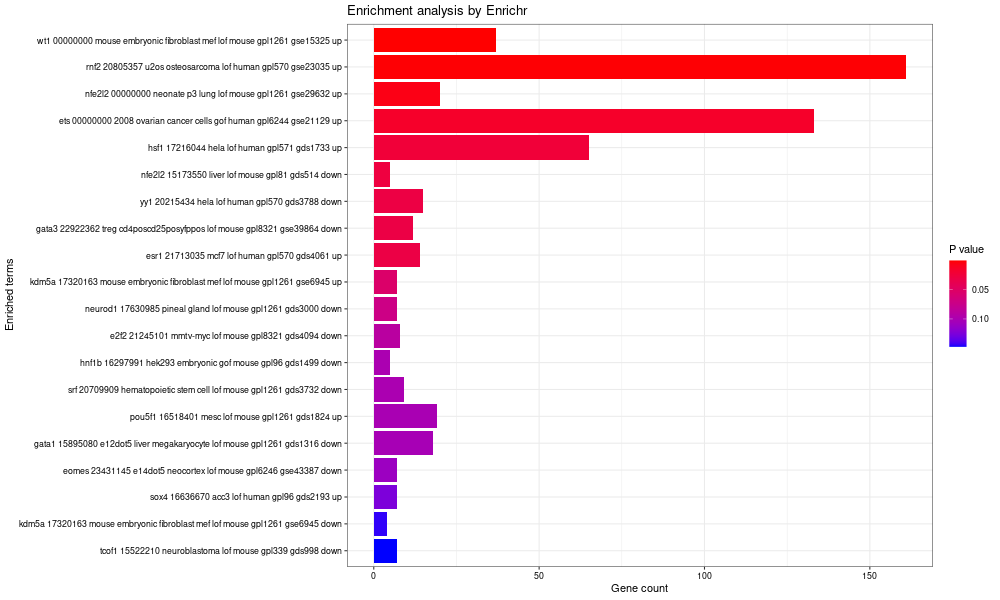 Enrichment analysis by Enrichr
wt1 00000000 mouse embryonic fibroblast mef lof mouse gpl1261 gse15325 up
rnf2 20805357 u2os osteosarcoma lof human gpl570 gse23035 up
nfe2l2 00000000 neonate p3 lung lof mouse gpl1261 gse29632 up
ets 00000000 2008 ovarian cancer cells gof human gpl6244 gse21129 up
hsf1 17216044 hela lof human gpl571 gds1733 up
nfe2l2 15173550 liver lof mouse gpl81 gds514 down
yy1 20215434 hela lof human gpl570 gds3788 down
gata3 22922362 treg cd4poscd25posyfppos lof mouse gpl8321 gse39864 down
esr1 21713035 mcf7 lof human gpl570 gds4061 up
kdm5a 17320163 mouse embryonic fibroblast mef lof mouse gpl1261 gse6945 up
neurod1 17630985 pineal gland lof mouse gpl1261 gds3000 down
e2f2 21245101 mmtv-myc lof mouse gpl8321 gds4094 down
hnf1b 16297991 hek293 embryonic gof mouse gpl96 gds1499 down
srf 20709909 hematopoietic stem cell lof mouse gpl1261 gds3732 down
pou5f1 16518401 mesc lof mouse gpl1261 gds1824 up
gata1 15895080 e12dot5 liver megakaryocyte lof mouse gpl1261 gds1316 down
eomes 23431145 e14dot5 neocortex lof mouse gpl6246 gse43387 down
sox4 16636670 acc3 lof human gpl96 gds2193 up
kdm5a 17320163 mouse embryonic fibroblast mef lof mouse gpl1261 gse6945 down
tcof1 15522210 neuroblastoma lof mouse gpl339 gds998 down
Enriched terms
0 50 100 150
Gene count
P value
0.05
0.10